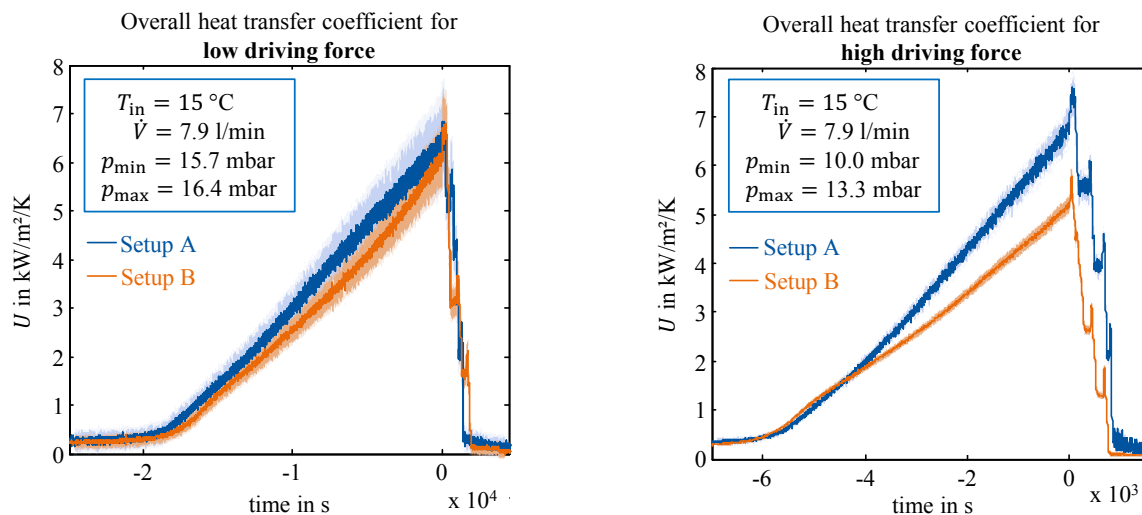 Overall heat transfer coefficient for
low driving force
8
7
6
5
4
3
2
1
0
U in kW/m²/K
T_in = 15 °C
V̇ = 7.9 l/min
p_min = 15.7 mbar
p_max = 16.4 mbar
Setup A
Setup B
-2
-1
0
x 10⁴
time in s
Overall heat transfer coefficient for
high driving force
8
7
6
5
4
3
2
1
0
U in kW/m²/K
T_in = 15 °C
V̇ = 7.9 l/min
p_min = 10.0 mbar
p_max = 13.3 mbar
Setup A
Setup B
-6
-4
-2
0
x 10³
time in s